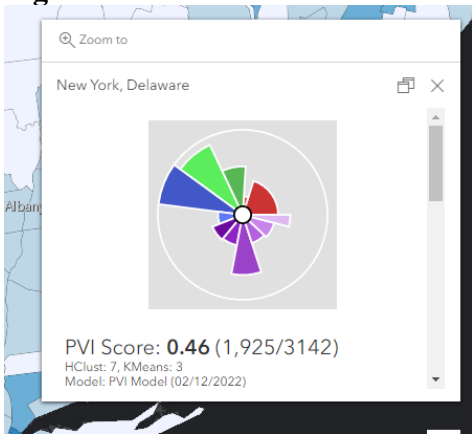 Zoom to
New York, Delaware
PVI Score: 0.46 (1,925/3142)
HClust: 7, KMeans: 3
Model: PVI Model (02/12/2022)